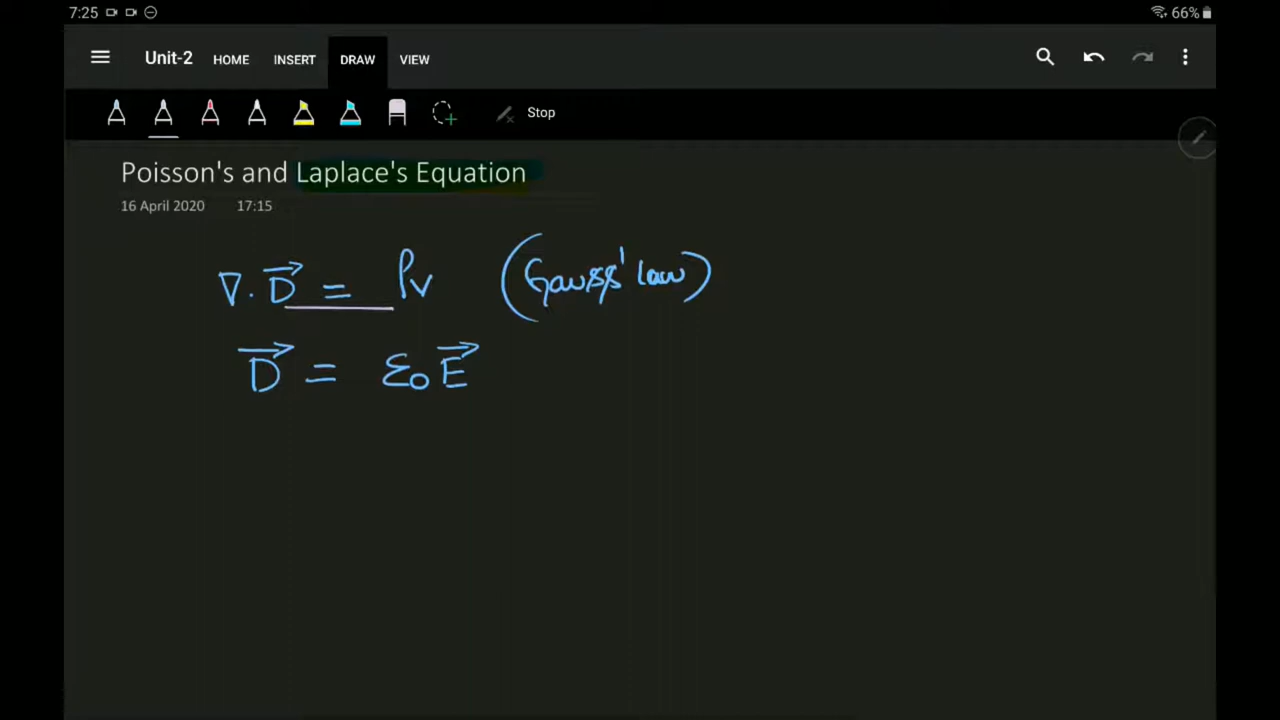 7:25 66%
Unit-2 HOME INSERT DRAW VIEW
Stop
Poisson's and Laplace's Equation
16 April 2020 17:15
∇. D⃗ = ρv (Gauss' law)
D⃗ = ε0 E⃗